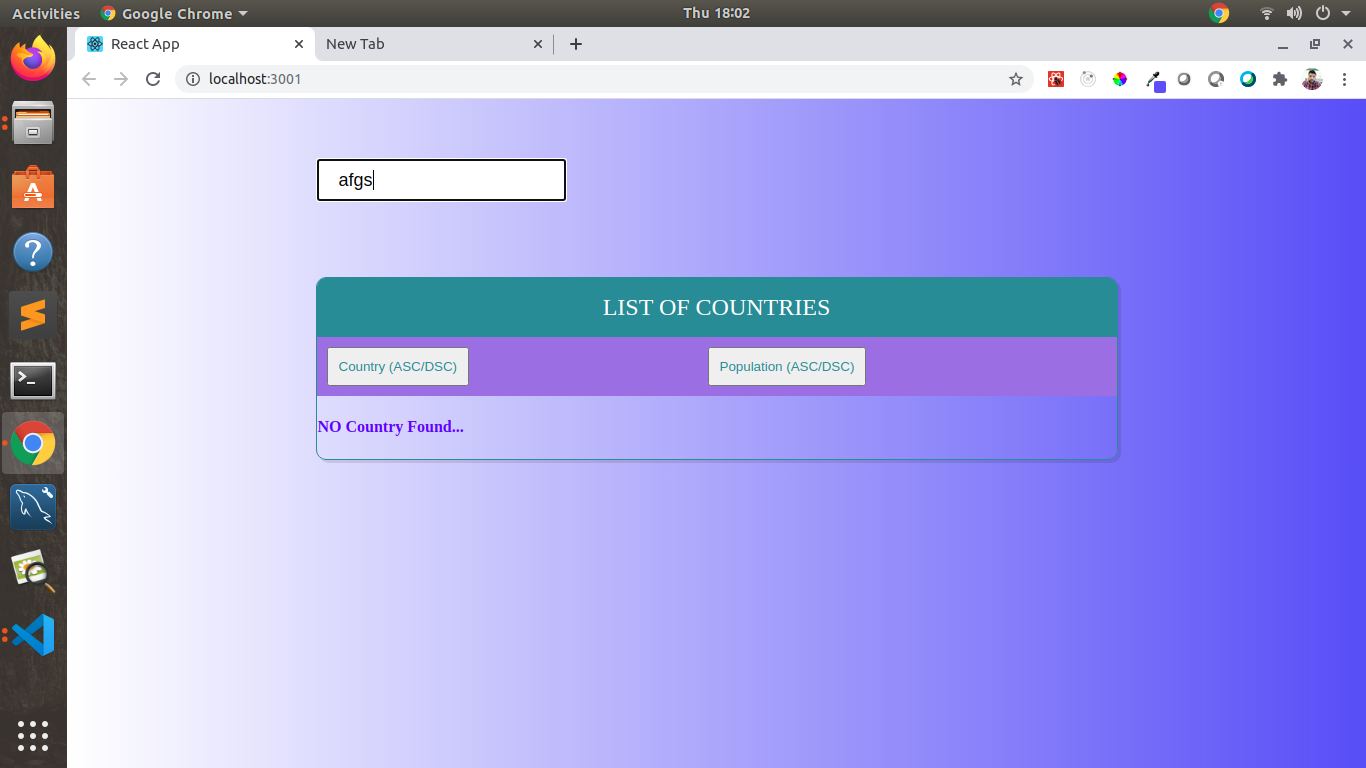 Activities Google Chrome Thu 18:02
React App New Tab
localhost:3001
afgs
LIST OF COUNTRIES
Country (ASC/DSC) Population (ASC/DSC)
NO Country Found...